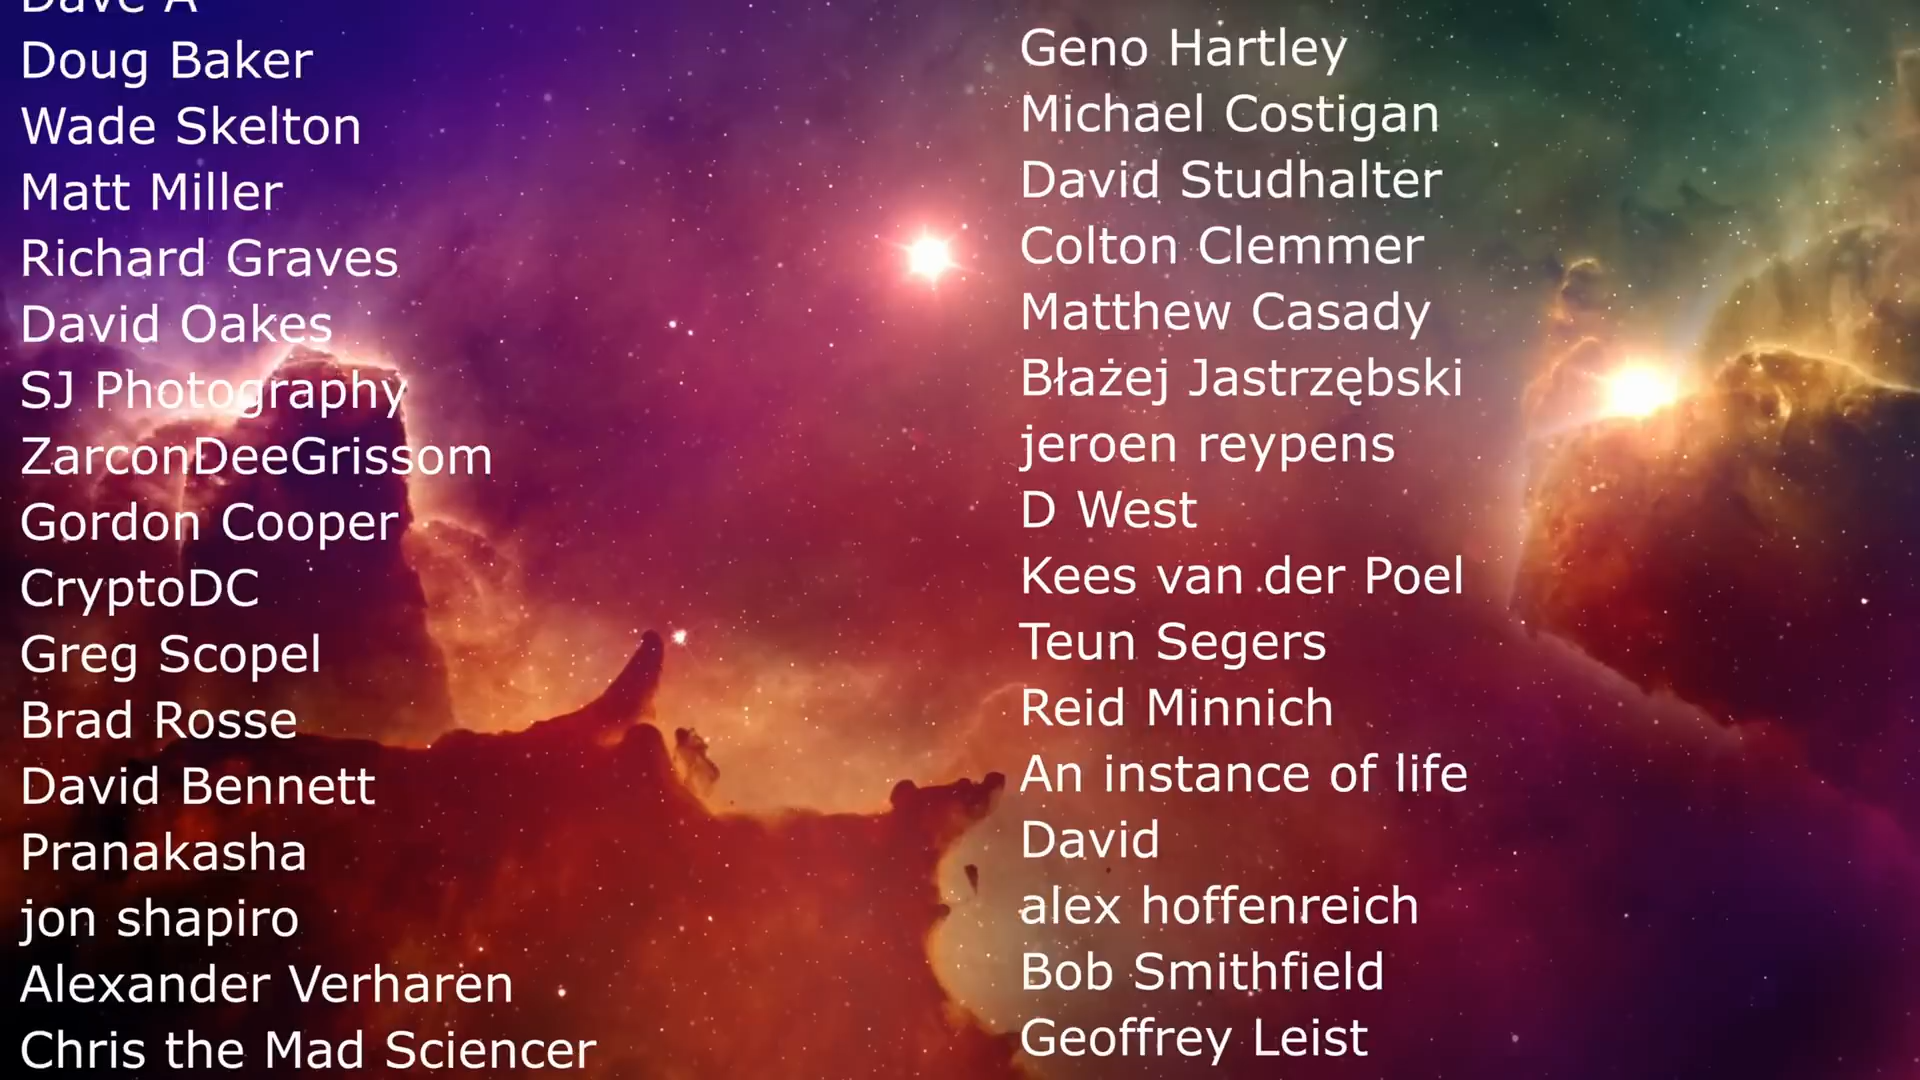 Dave A
Doug Baker
Wade Skelton
Matt Miller
Richard Graves
David Oakes
SJ Photography
ZarconDeeGrissom
Gordon Cooper
CryptoDC
Greg Scopel
Brad Rosse
David Bennett
Pranakasha
jon shapiro
Alexander Verharen
Chris the Mad Sciencer
Geno Hartley
Michael Costigan
David Studhalter
Colton Clemmer
Matthew Casady
Błażej Jastrzębski
jeroen reypens
D West
Kees van der Poel
Teun Segers
Reid Minnich
An instance of life
David
alex hoffenreich
Bob Smithfield
Geoffrey Leist